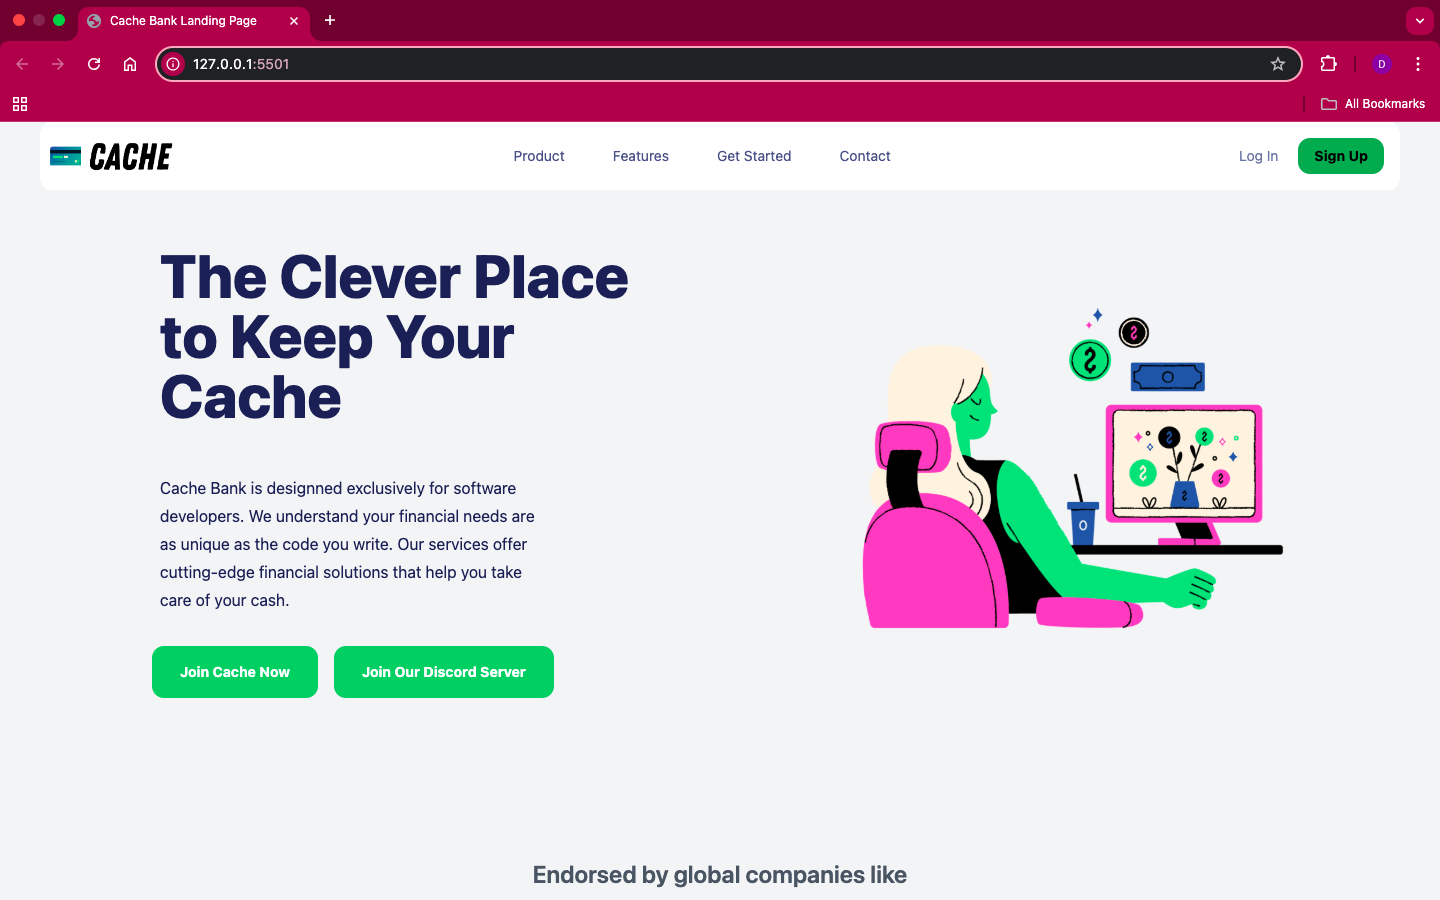 Cache Bank Landing Page
127.0.0.1:5501
D
All Bookmarks
CACHE
Product
Features
Get Started
Contact
Log In
Sign Up
The Clever Place
to Keep Your
Cache
Cache Bank is designned exclusively for software
developers. We understand your financial needs are
as unique as the code you write. Our services offer
cutting-edge financial solutions that help you take
care of your cash.
Join Cache Now
Join Our Discord Server
Endorsed by global companies like